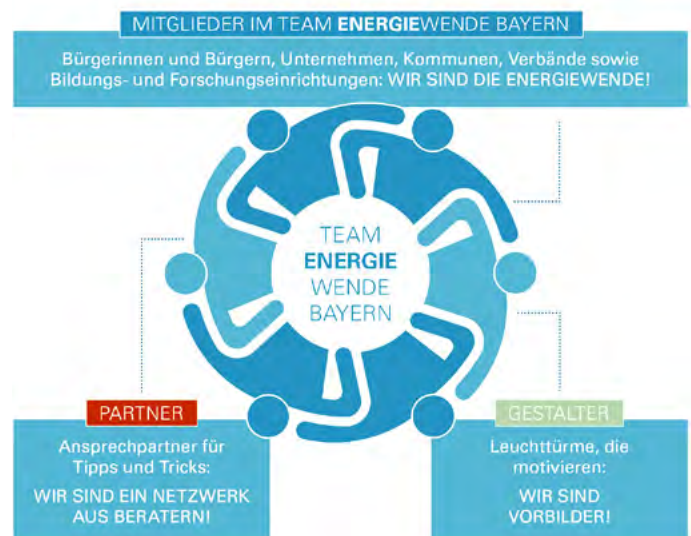 MITGLIEDER IM TEAM ENERGIEWENDE BAYERN
Bürgerinnen und Bürgern, Unternehmen, Kommunen, Verbände sowie
Bildungs- und Forschungseinrichtungen: WIR SIND DIE ENERGIEWENDE!
TEAM
ENERGIE
WENDE
BAYERN
PARTNER
Ansprechpartner für
Tipps und Tricks:
WIR SIND EIN NETZWERK
AUS BERATERN!
GESTALTER
Leuchttürme, die
motivieren:
WIR SIND
VORBILDER!